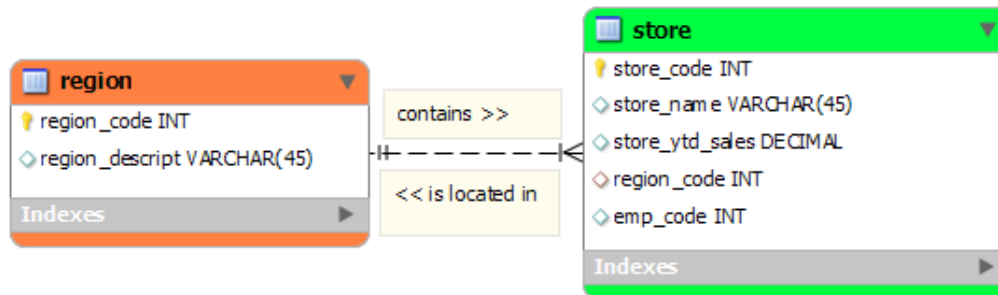 region
region_code INT
region_descript VARCHAR(45)
Indexes
contains >>
<< is located in
store
store_code INT
store_name VARCHAR(45)
store_ytd_sales DECIMAL
region_code INT
emp_code INT
Indexes